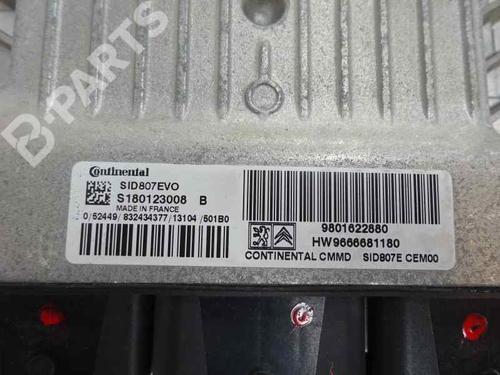 B-PARTS
Continental
SID807EVO
S180123008 B
MADE IN FRANCE
0/52449/832434377/13104/501B0
9801622880
HW9666681180
CONTINENTAL CMMD SID807E CEM00